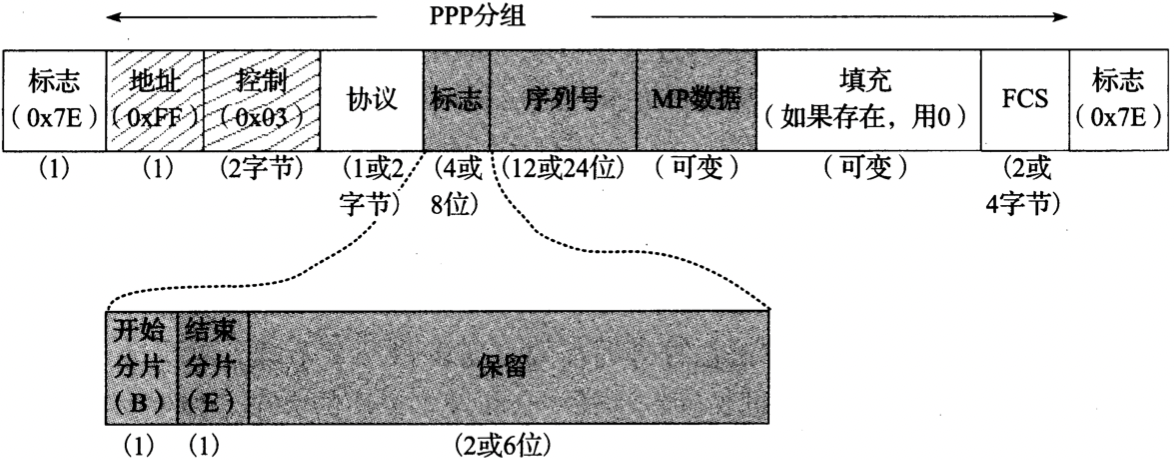 PPP分组
标志 地址 控制 协议 标志 序列号 MP数据 填充 FCS 标志
(0x7E) (0xFF) (0x03) (如果存在，用0) (0x7E)
(1) (1) (2字节) (1或2字节) (4或8位) (12或24位) (可变) (可变) (2或4字节)
开始分片(B) 结束分片(E) 保留
(1) (1) (2或6位)